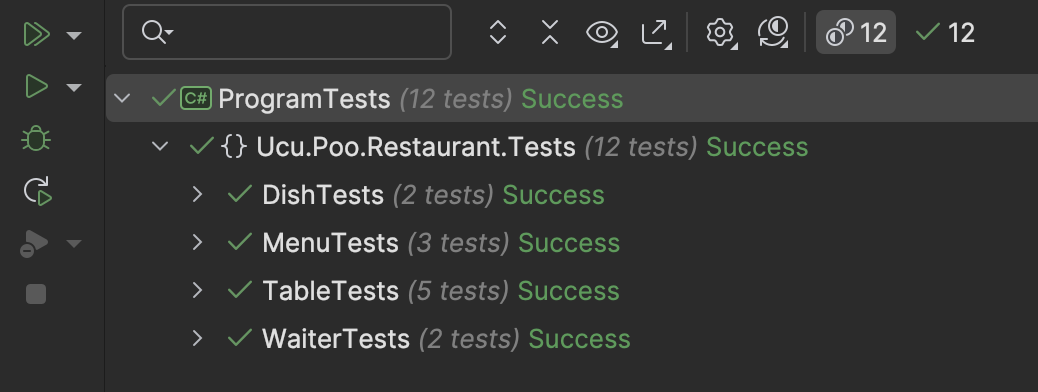 12 12
C# ProgramTests (12 tests) Success
{} Ucu.Poo.Restaurant.Tests (12 tests) Success
DishTests (2 tests) Success
MenuTests (3 tests) Success
TableTests (5 tests) Success
WaiterTests (2 tests) Success